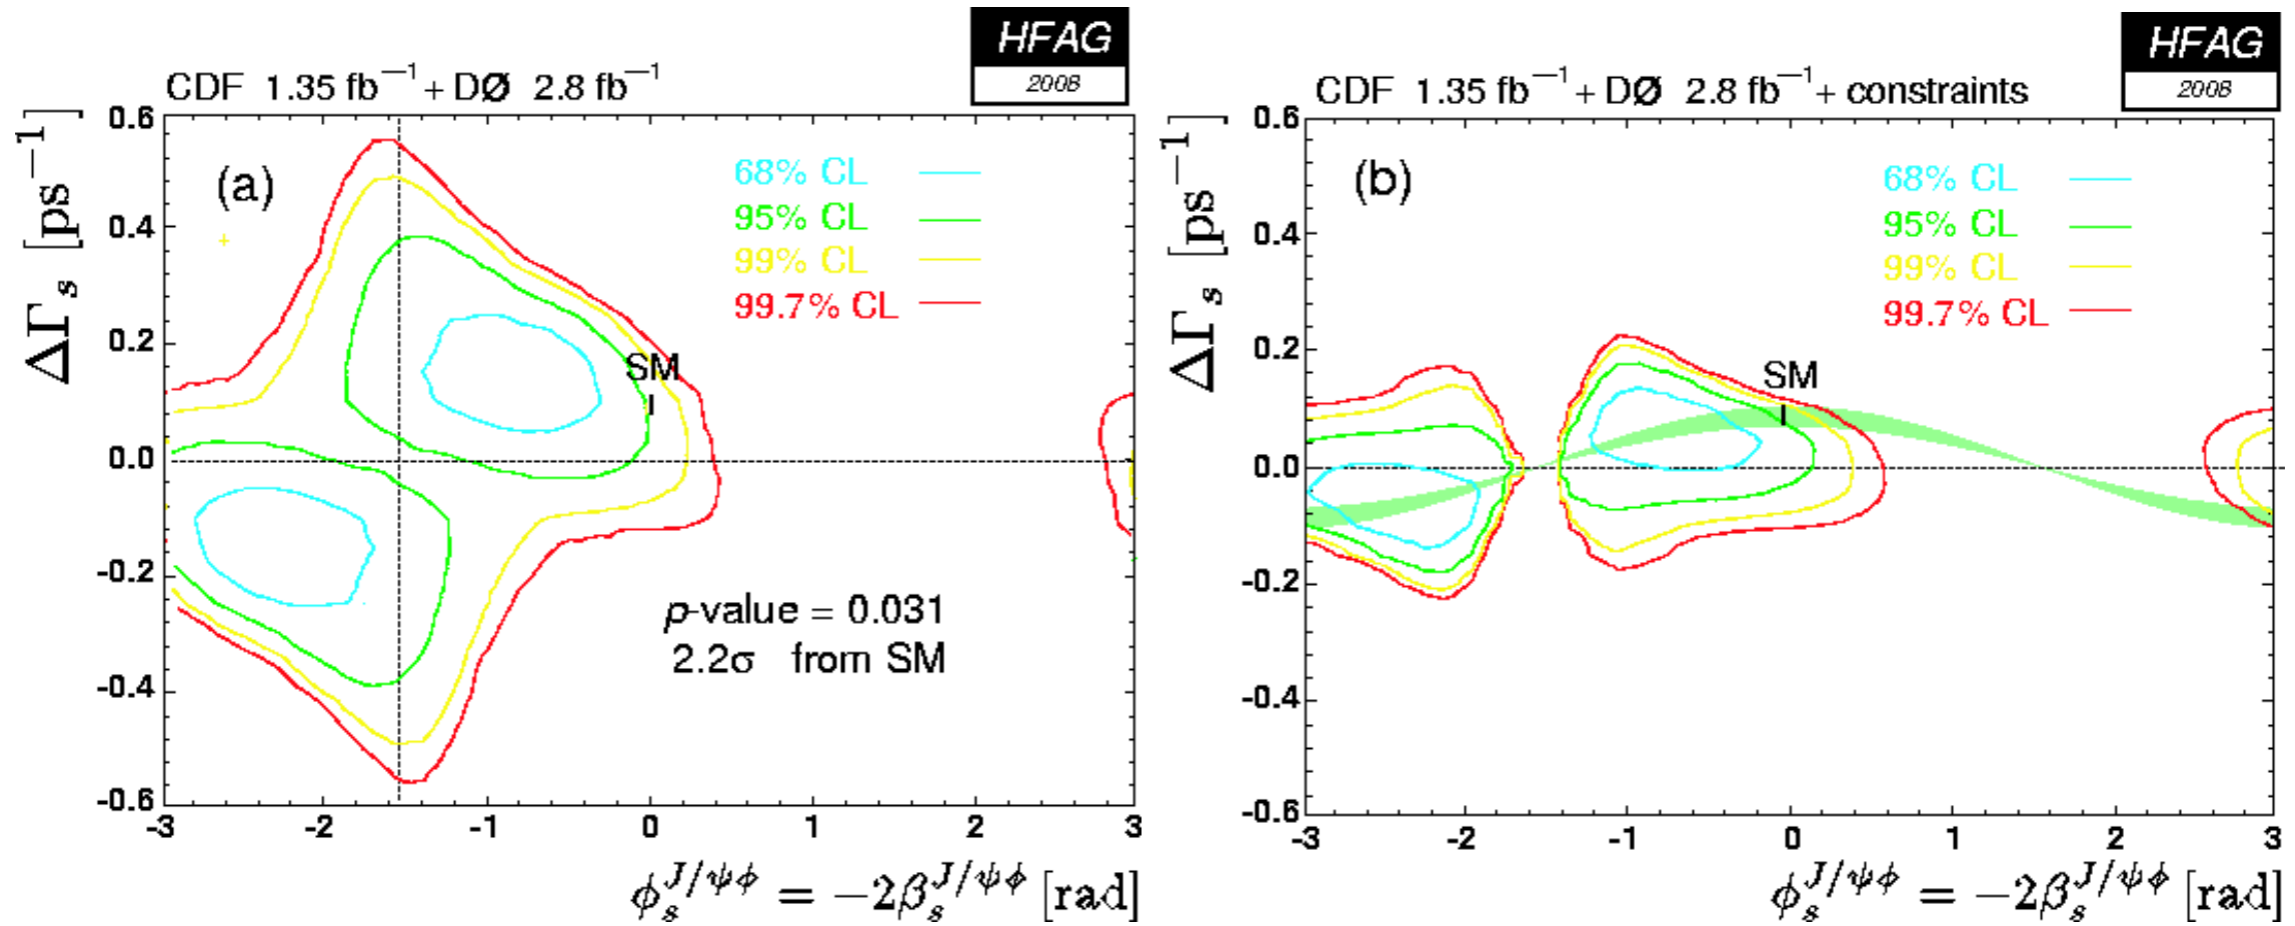 HFAG
2008
CDF 1.35 fb⁻¹ + DØ 2.8 fb⁻¹
ΔΓₛ [ps⁻¹]
0.6
0.4
0.2
0.0
-0.2
-0.4
-0.6
(a)
68% CL
95% CL
99% CL
99.7% CL
SM
p-value = 0.031
2.2σ from SM
-3 -2 -1 0 1 2 3
ϕₛ^{J/ψϕ} = −2βₛ^{J/ψϕ} [rad]
HFAG
2008
CDF 1.35 fb⁻¹ + DØ 2.8 fb⁻¹ + constraints
ΔΓₛ [ps⁻¹]
0.6
0.4
0.2
0.0
-0.2
-0.4
-0.6
(b)
68% CL
95% CL
99% CL
99.7% CL
SM
-3 -2 -1 0 1 2 3
ϕₛ^{J/ψϕ} = −2βₛ^{J/ψϕ} [rad]